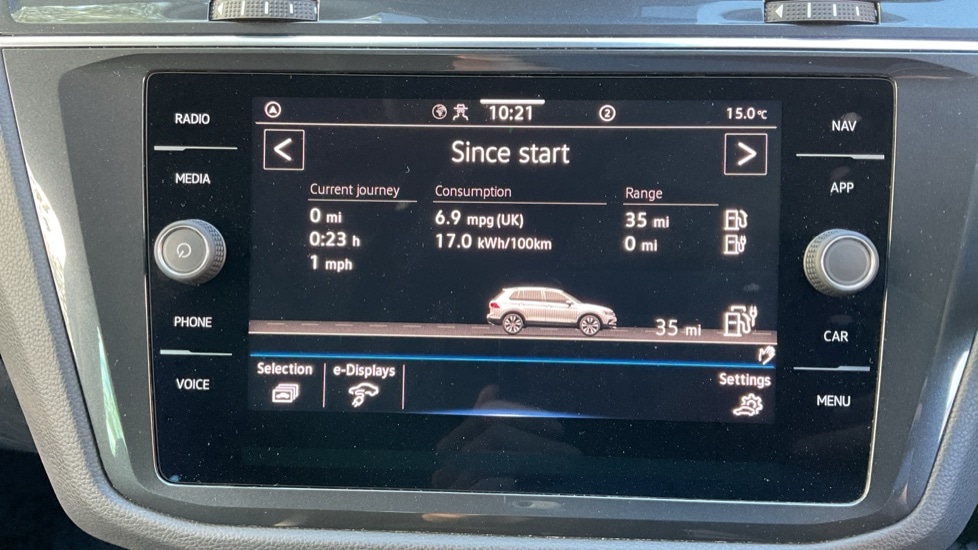 10:21
2
15.0°C
Since start
Current journey
0 mi
0:23 h
1 mph
Consumption
6.9 mpg (UK)
17.0 kWh/100km
Range
35 mi
0 mi
35 mi
Selection
e-Displays
Settings
RADIO
MEDIA
PHONE
VOICE
NAV
APP
CAR
MENU